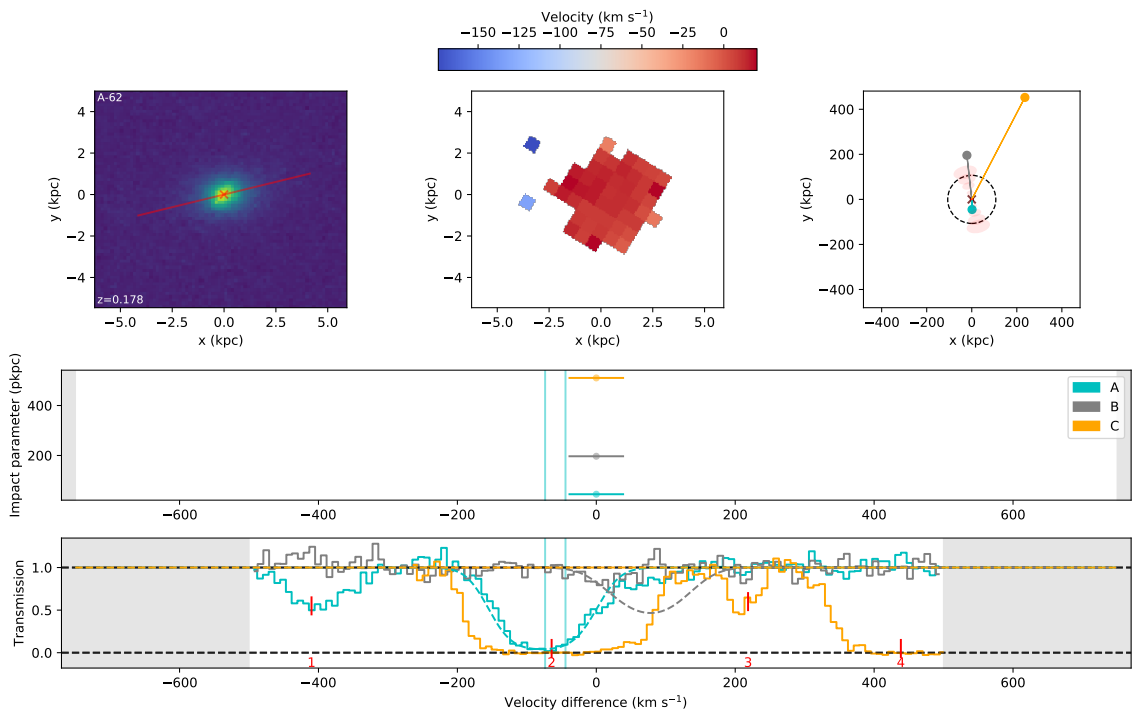 Velocity (km s⁻¹)
−150 −125 −100 −75 −50 −25 0
A-62
z=0.178
y (kpc)
4
2
0
−2
−4
−5.0 −2.5 0.0 2.5 5.0
x (kpc)
y (kpc)
4
2
0
−2
−4
−5.0 −2.5 0.0 2.5 5.0
x (kpc)
y (kpc)
400
200
0
−200
−400
−400 −200 0 200 400
x (kpc)
Impact parameter (pkpc)
400
200
A
B
C
−600 −400 −200 0 200 400 600
Transmission
1.0
0.5
0.0
1 2 3 4
−600 −400 −200 0 200 400 600
Velocity difference (km s⁻¹)